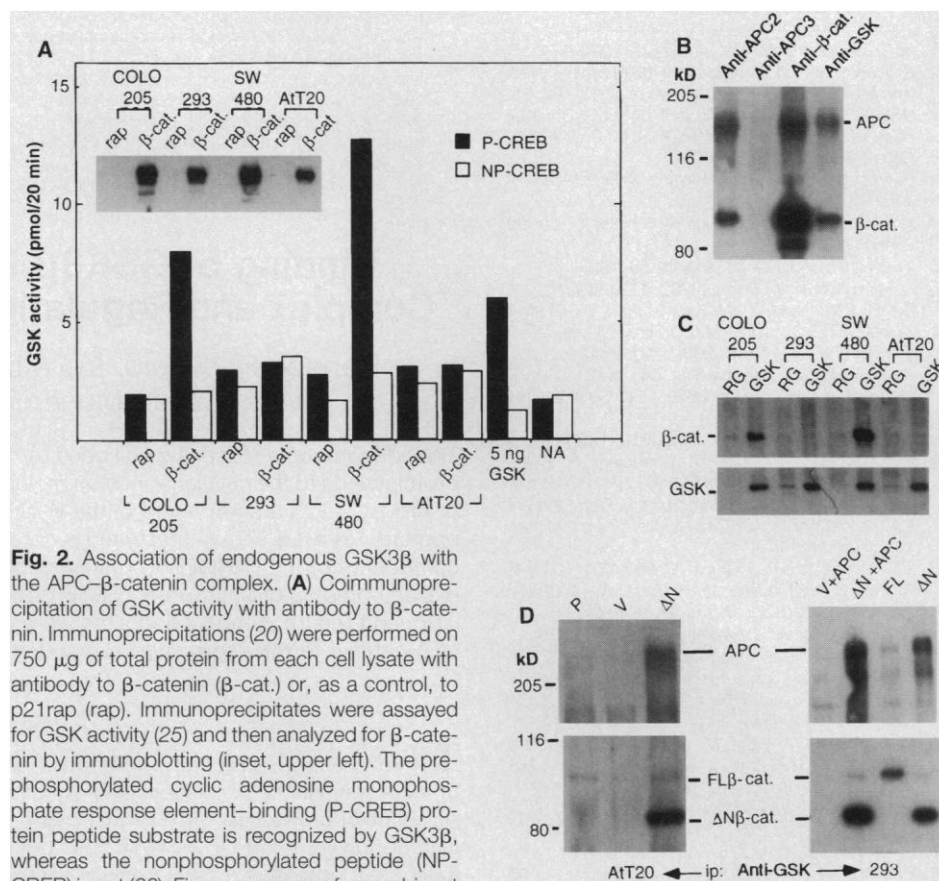 A
15
10
5
GSK activity (pmol/20 min)
COLO 205
293
SW 480
AtT20
rap β-cat. rap β-cat. rap β-cat. rap β-cat
P-CREB
NP-CREB
rap β-cat. rap β-cat. rap β-cat. rap β-cat. 5 ng GSK NA
COLO 205
293
SW 480
AtT20
B
Anti-APC2
Anti-APC3
Anti-β-cat.
Anti-GSK
kD
205
APC
116
β-cat.
80
C
COLO 205
293
SW 480
AtT20
RG GSK RG GSK RG GSK RG GSK
β-cat.
GSK
D
P V ΔN
V+APC ΔN+APC FL ΔN
kD
APC
205
116
FLβ-cat.
ΔNβ-cat.
80
AtT20 ip: Anti-GSK 293
Fig. 2. Association of endogenous GSK3β with
the APC–β-catenin complex. (A) Coimmunopre-
cipitation of GSK activity with antibody to β-cate-
nin. Immunoprecipitations (20) were performed on
750 μg of total protein from each cell lysate with
antibody to β-catenin (β-cat.) or, as a control, to
p21rap (rap). Immunoprecipitates were assayed
for GSK activity (25) and then analyzed for β-cate-
nin by immunoblotting (inset, upper left). The pre-
phosphorylated cyclic adenosine monophos-
phate response element–binding (P-CREB) pro-
tein peptide substrate is recognized by GSK3β,
whereas the nonphosphorylated peptide (NP-